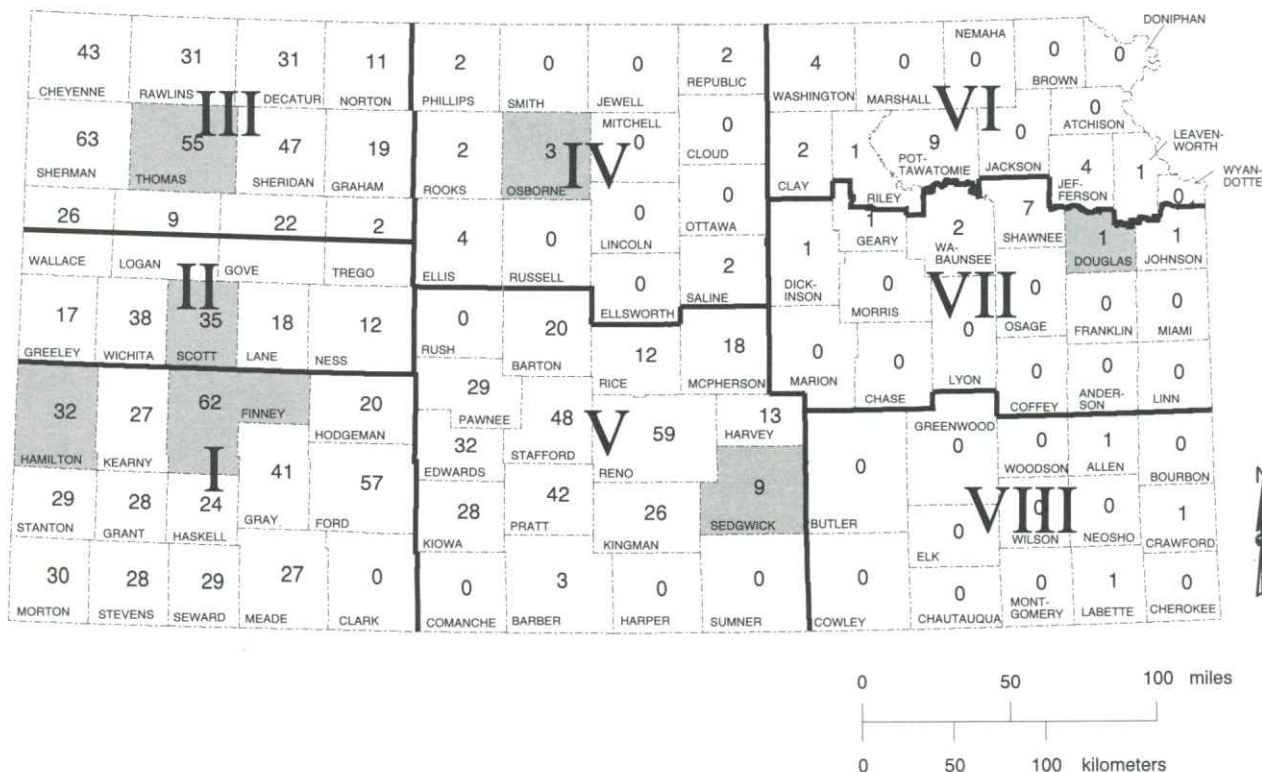 43 31 31 11 2 0 0 2 4 0 0 0 0
CHEYENNE RAWLINS DECATUR NORTON PHILLIPS SMITH JEWELL REPUBLIC WASHINGTON MARSHALL NEMAHA BROWN DONIPHAN
III IV VI
63 55 47 19 2 3 0 0 2 1 9 0 0 4 1 0
SHERMAN THOMAS SHERIDAN GRAHAM ROOKS OSBORNE MITCHELL CLOUD CLAY RILEY POT-
TAWATOMIE JACKSON ATCHISON JEF-
FERSON LEAVEN-
WORTH WYAN-
DOTTE
26 9 22 2 4 0 0 0 1 1 2 7 1 1
WALLACE LOGAN GOVE TREGO ELLIS RUSSELL LINCOLN OTTAWA DICK-
INSON GEARY WA-
BAUNSEE SHAWNEE DOUGLAS JOHNSON
II VII
17 38 35 18 12 0 20 0 2 0 0 0 0 0
GREELEY WICHITA SCOTT LANE NESS RUSH BARTON ELLSWORTH SALINE MORRIS LYON OSAGE FRANKLIN MIAMI
29 12 18 0 0 0 0 0
PAWNEE RICE MCPHERSON MARION CHASE COFFEY ANDER-
SON LINN
I V VIII
32 27 62 20 32 48 59 13 0 0 0 1 0
HAMILTON KEARNY FINNEY HODGEMAN EDWARDS STAFFORD RENO HARVEY BUTLER GREENWOOD WOODSON ALLEN BOURBON
29 28 24 41 57 28 42 26 9 0 0 0 1
STANTON GRANT HASKELL GRAY FORD KIOWA PRATT KINGMAN SEDGWICK ELK WILSON NEOSHO CRAWFORD
30 28 29 27 0 0 3 0 0 0 0 0 1 0
MORTON STEVENS SEWARD MEADE CLARK COMANCHE BARBER HARPER SUMNER COWLEY CHAUTAUQUA MONT-
GOMERY LABETTE CHEROKEE
N
0 50 100 miles
0 50 100 kilometers